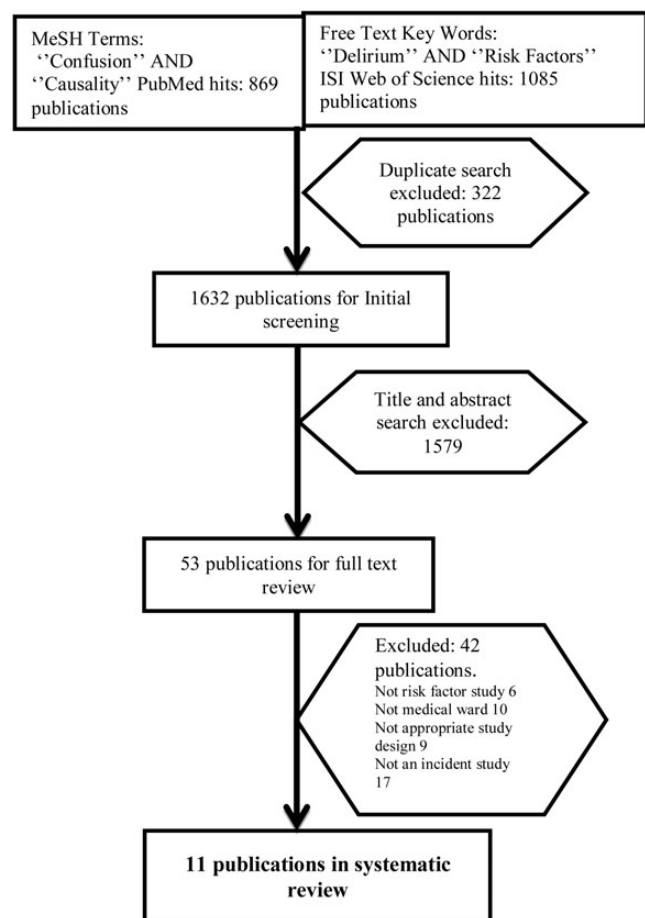 MeSH Terms:
‘‘Confusion’’ AND
‘‘Causality’’ PubMed hits: 869
publications
Free Text Key Words:
‘‘Delirium’’ AND ‘‘Risk Factors’’
ISI Web of Science hits: 1085
publications
Duplicate search
excluded: 322
publications
1632 publications for Initial
screening
Title and abstract
search excluded:
1579
53 publications for full text
review
Excluded: 42
publications.
Not risk factor study 6
Not medical ward 10
Not appropriate study
design 9
Not an incident study
17
11 publications in systematic
review